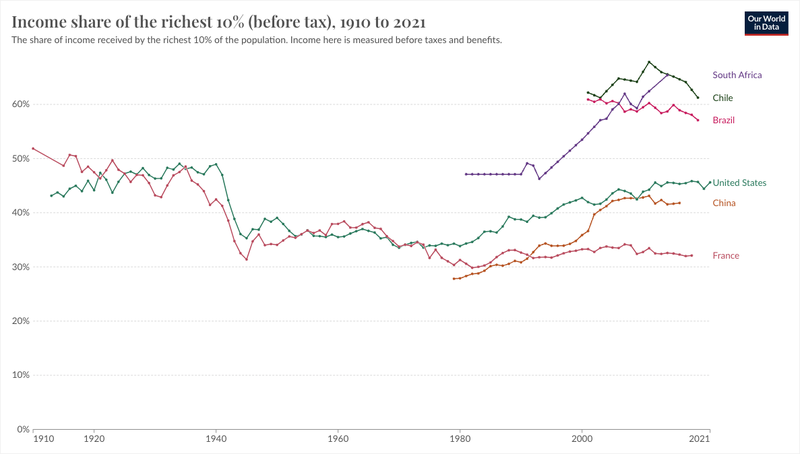 Income share of the richest 10% (before tax), 1910 to 2021
The share of income received by the richest 10% of the population. Income here is measured before taxes and benefits.
Our World
in Data
60%
50%
40%
30%
20%
10%
0%
South Africa
Chile
Brazil
United States
China
France
1910
1920
1940
1960
1980
2000
2021